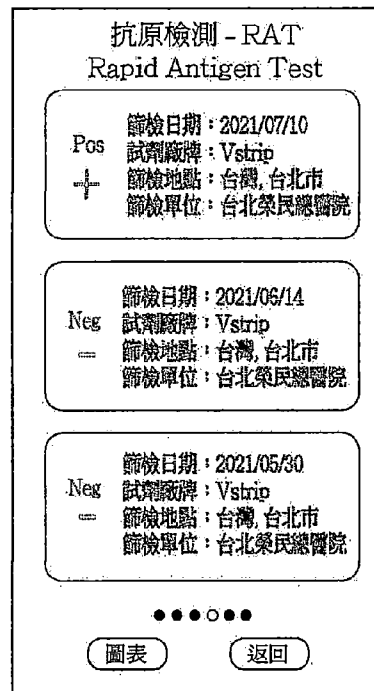 抗原檢測 - RAT
Rapid Antigen Test
Pos
+
篩檢日期：2021/07/10
試劑廠牌：Vstrip
篩檢地點：台灣, 台北市
篩檢單位：台北榮民總醫院
Neg
-
篩檢日期：2021/06/14
試劑廠牌：Vstrip
篩檢地點：台灣, 台北市
篩檢單位：台北榮民總醫院
Neg
-
篩檢日期：2021/05/30
試劑廠牌：Vstrip
篩檢地點：台灣, 台北市
篩檢單位：台北榮民總醫院
圖表
返回